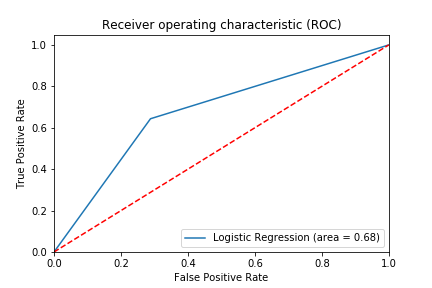 Receiver operating characteristic (ROC)
True Positive Rate
1.0
0.8
0.6
0.4
0.2
0.0
Logistic Regression (area = 0.68)
0.0 0.2 0.4 0.6 0.8 1.0
False Positive Rate